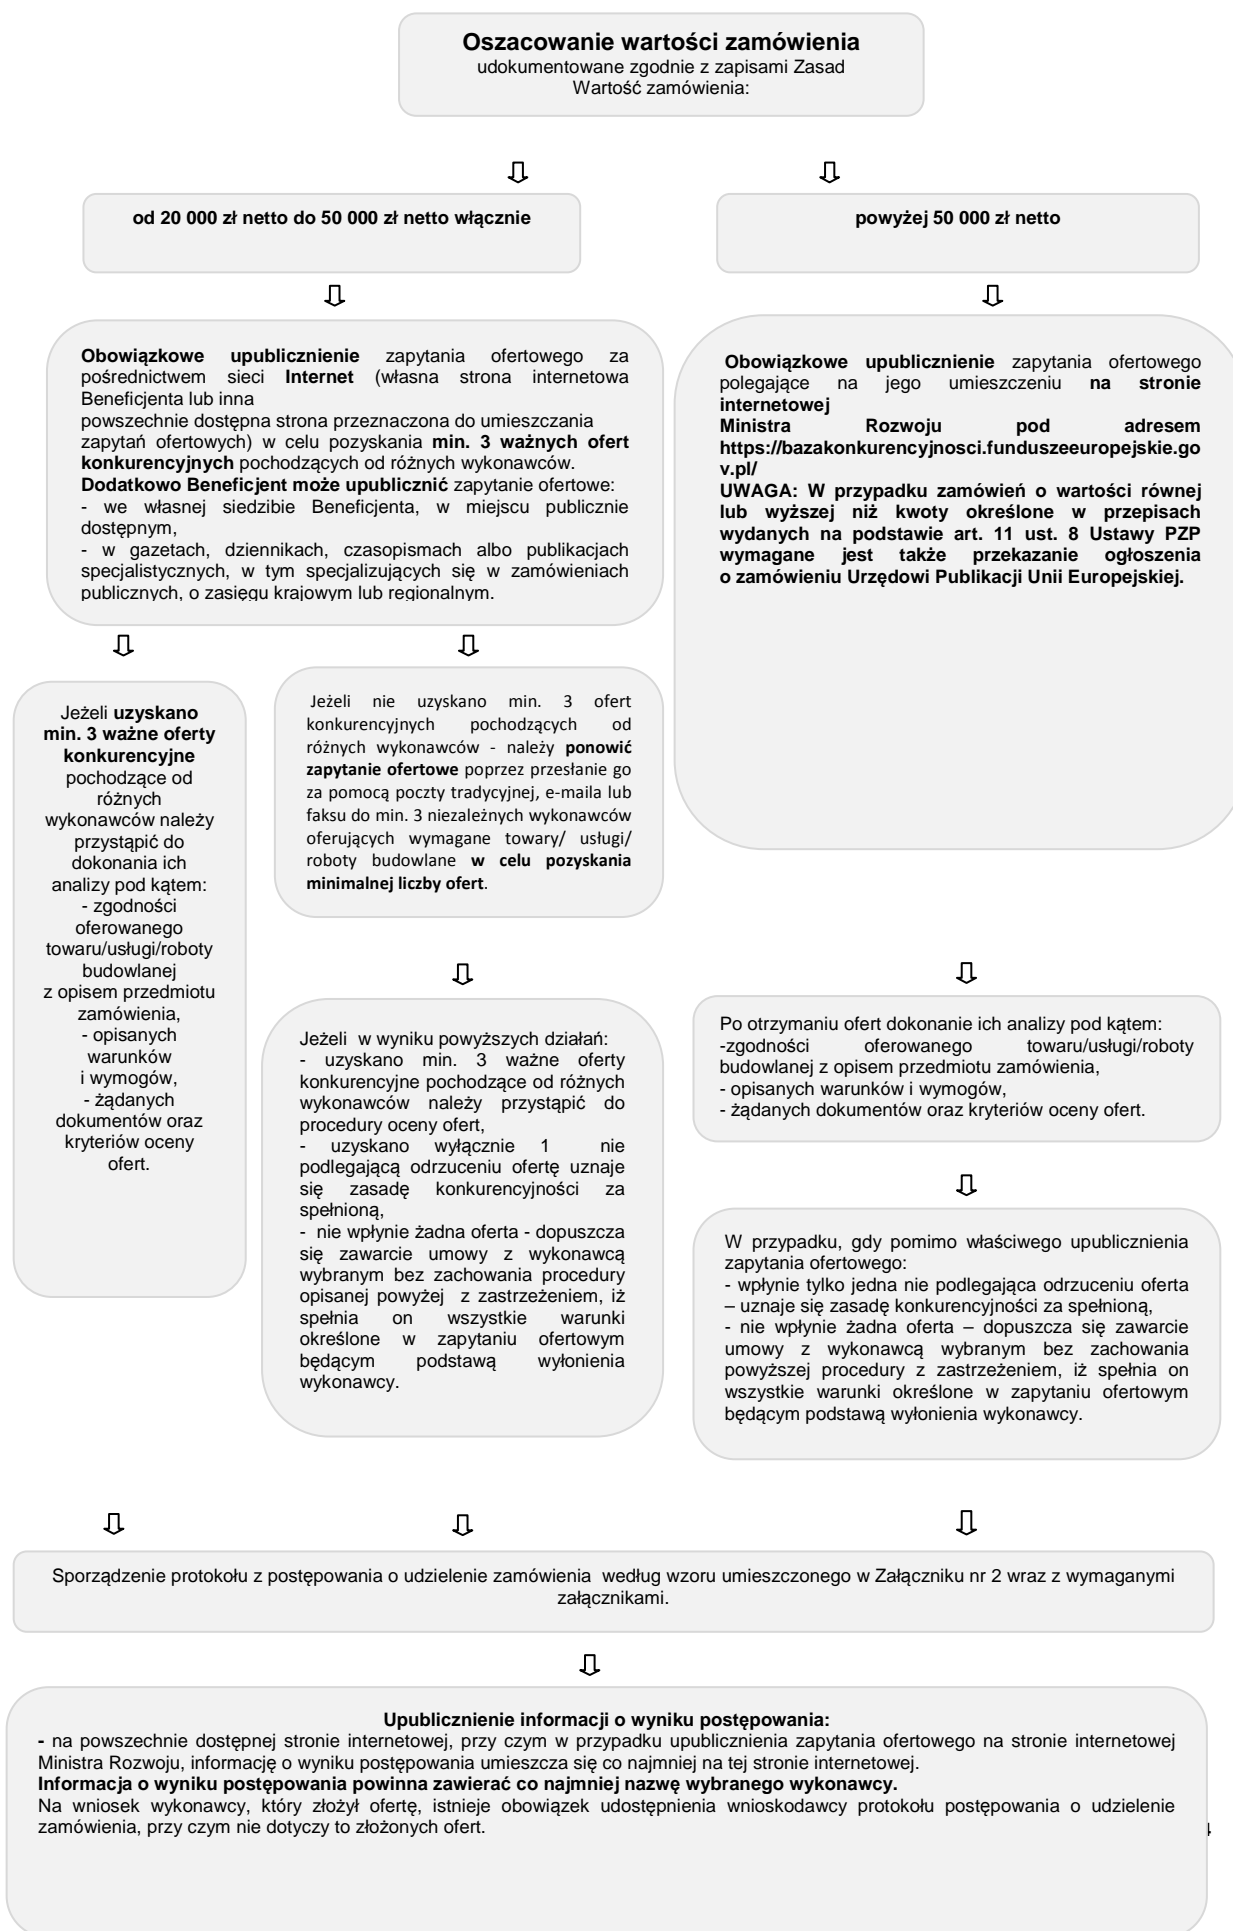 Oszacowanie wartości zamówienia
udokumentowane zgodnie z zapisami Zasad
Wartość zamówienia:
od 20 000 zł netto do 50 000 zł netto włącznie
powyżej 50 000 zł netto
Obowiązkowe upublicznienie zapytania ofertowego za
pośrednictwem sieci Internet (własna strona internetowa
Beneficjenta lub inna
powszechnie dostępna strona przeznaczona do umieszczania
zapytań ofertowych) w celu pozyskania min. 3 ważnych ofert
konkurencyjnych pochodzących od różnych wykonawców.
Dodatkowo Beneficjent może upublicznić zapytanie ofertowe:
- we własnej siedzibie Beneficjenta, w miejscu publicznie
dostępnym,
- w gazetach, dziennikach, czasopismach albo publikacjach
specjalistycznych, w tym specjalizujących się w zamówieniach
publicznych, o zasięgu krajowym lub regionalnym.
Obowiązkowe upublicznienie zapytania ofertowego
polegające na jego umieszczeniu na stronie
internetowej
Ministra Rozwoju pod adresem
https://bazakonkurencyjnosci.funduszeeuropejskie.go
v.pl/
UWAGA: W przypadku zamówień o wartości równej
lub wyższej niż kwoty określone w przepisach
wydanych na podstawie art. 11 ust. 8 Ustawy PZP
wymagane jest także przekazanie ogłoszenia
o zamówieniu Urzędowi Publikacji Unii Europejskiej.
Jeżeli uzyskano
min. 3 ważne oferty
konkurencyjne
pochodzące od
różnych
wykonawców należy
przystąpić do
dokonania ich
analizy pod kątem:
- zgodności
oferowanego
towaru/usługi/roboty
budowlanej
z opisem przedmiotu
zamówienia,
- opisanych
warunków
i wymogów,
- żądanych
dokumentów oraz
kryteriów oceny
ofert.
Jeżeli nie uzyskano min. 3 ofert
konkurencyjnych pochodzących od
różnych wykonawców - należy ponowić
zapytanie ofertowe poprzez przesłanie go
za pomocą poczty tradycyjnej, e-maila lub
faksu do min. 3 niezależnych wykonawców
oferujących wymagane towary/ usługi/
roboty budowlane w celu pozyskania
minimalnej liczby ofert.
Jeżeli w wyniku powyższych działań:
- uzyskano min. 3 ważne oferty
konkurencyjne pochodzące od różnych
wykonawców należy przystąpić do
procedury oceny ofert,
- uzyskano wyłącznie 1 nie
podlegającą odrzuceniu ofertę uznaje
się zasadę konkurencyjności za
spełnioną,
- nie wpłynie żadna oferta - dopuszcza
się zawarcie umowy z wykonawcą
wybranym bez zachowania procedury
opisanej powyżej z zastrzeżeniem, iż
spełnia on wszystkie warunki
określone w zapytaniu ofertowym
będącym podstawą wyłonienia
wykonawcy.
Po otrzymaniu ofert dokonanie ich analizy pod kątem:
-zgodności oferowanego towaru/usługi/roboty
budowlanej z opisem przedmiotu zamówienia,
- opisanych warunków i wymogów,
- żądanych dokumentów oraz kryteriów oceny ofert.
W przypadku, gdy pomimo właściwego upublicznienia
zapytania ofertowego:
- wpłynie tylko jedna nie podlegająca odrzuceniu oferta
– uznaje się zasadę konkurencyjności za spełnioną,
- nie wpłynie żadna oferta – dopuszcza się zawarcie
umowy z wykonawcą wybranym bez zachowania
powyższej procedury z zastrzeżeniem, iż spełnia on
wszystkie warunki określone w zapytaniu ofertowym
będącym podstawą wyłonienia wykonawcy.
Sporządzenie protokołu z postępowania o udzielenie zamówienia według wzoru umieszczonego w Załączniku nr 2 wraz z wymaganymi
załącznikami.
Upublicznienie informacji o wyniku postępowania:
- na powszechnie dostępnej stronie internetowej, przy czym w przypadku upublicznienia zapytania ofertowego na stronie internetowej
Ministra Rozwoju, informację o wyniku postępowania umieszcza się co najmniej na tej stronie internetowej.
Informacja o wyniku postępowania powinna zawierać co najmniej nazwę wybranego wykonawcy.
Na wniosek wykonawcy, który złożył ofertę, istnieje obowiązek udostępnienia wnioskodawcy protokołu postępowania o udzielenie
zamówienia, przy czym nie dotyczy to złożonych ofert.